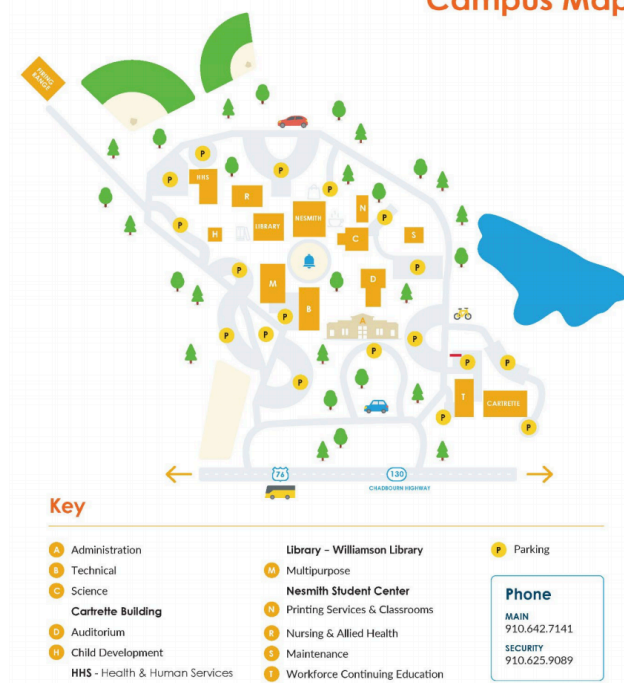 Campus Map
FIRING
RANGE
P
P
P
HHS
P
R
N
NESMITH
P
P
LIBRARY
H
C
S
P
P
M
D
B
P
A
P
P
P
P
P
P
P
P
T
CARTRETTE
P
P
76
130
CHADBOURN HIGHWAY
Key
A Administration
B Technical
C Science
Cartrette Building
D Auditorium
H Child Development
HHS - Health & Human Services
Library – Williamson Library
M Multipurpose
Nesmith Student Center
N Printing Services & Classrooms
R Nursing & Allied Health
S Maintenance
T Workforce Continuing Education
P Parking
Phone
MAIN
910.642.7141
SECURITY
910.625.9089